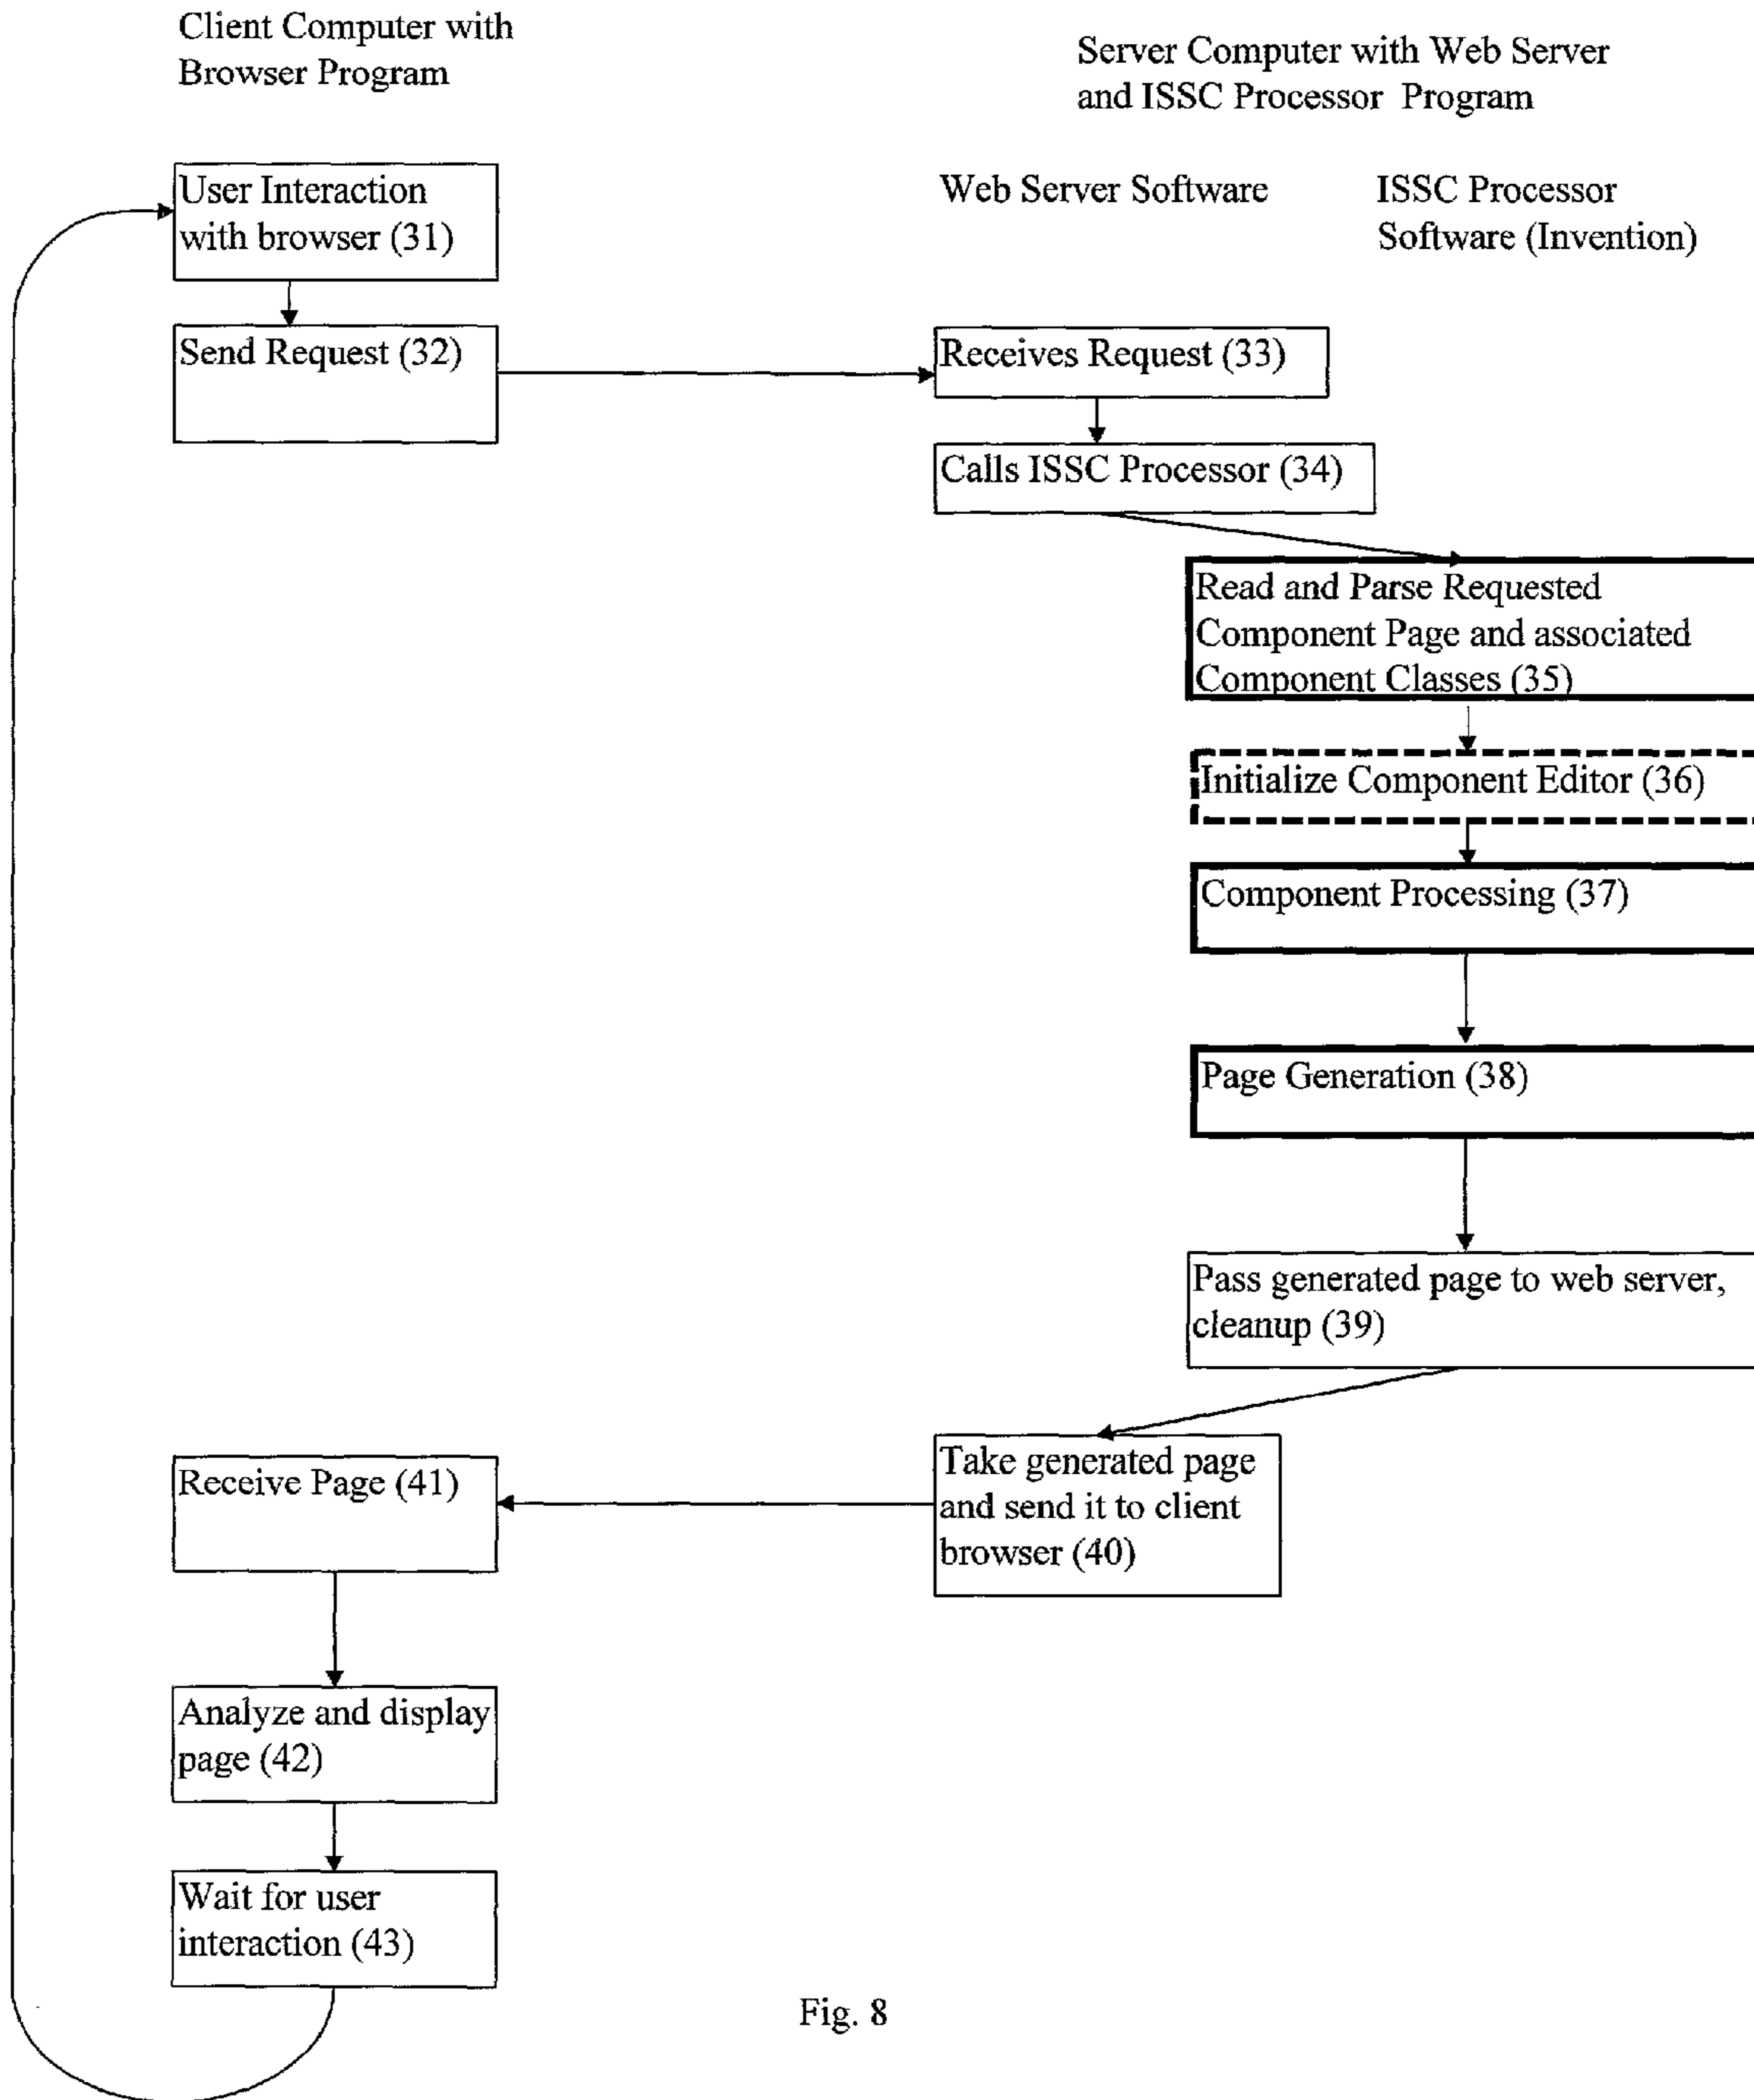 Client Computer with
Browser Program
Server Computer with Web Server
and ISSC Processor Program
Web Server Software
ISSC Processor
Software (Invention)
User Interaction
with browser (31)
Send Request (32)
Receives Request (33)
Calls ISSC Processor (34)
Read and Parse Requested
Component Page and associated
Component Classes (35)
Initialize Component Editor (36)
Component Processing (37)
Page Generation (38)
Pass generated page to web server,
cleanup (39)
Take generated page
and send it to client
browser (40)
Receive Page (41)
Analyze and display
page (42)
Wait for user
interaction (43)
Fig. 8